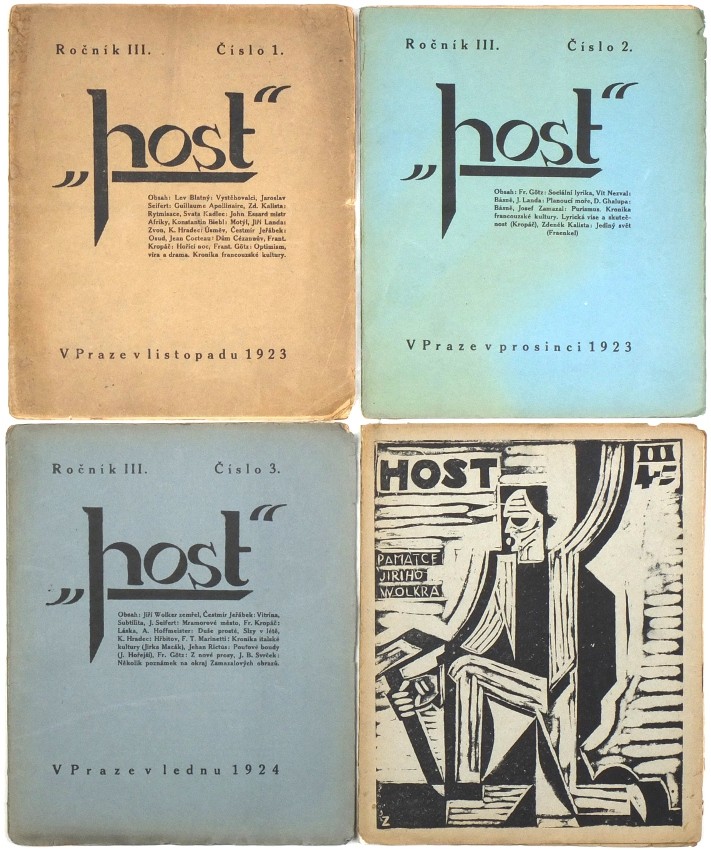 Ročník III. Číslo 1.
„host“
Obsah: Lev Blatný: Vystěhovalci, Jaroslav
Seifert: Guillaume Apollinaire, Zd. Kalista:
Rytmisace, Svata Kadlec: John Essard mistr
Afriky, Konstantin Biebl: Motýl, Jiří Landa:
Zvon, K. Hradec: Úsměv, Čestmír Jeřábek:
Osud, Jean Cocteau: Dům Cézannův, Frant.
Kropáč: Hořící noc, Frant. Götz: Optimism,
víra a drama. Kronika francouzské kultury.
V Praze v listopadu 1923
Ročník III. Číslo 2.
„host“
Obsah: Fr. Götz: Sociální lyrika, Vít. Nezval:
Básně, J. Landa: Planoucí moře, D. Chalupa:
Básně, Josef Zamazal: Purismus. Kronika
francouzské kultury. Lyrická vise a skuteč-
nost (Kropáč), Zdeněk Kalista: Jediný svět
(Fraenkel)
V Praze v prosinci 1923
Ročník III. Číslo 3.
„host“
Obsah: Jiří Wolker zemřel, Čestmír Jeřábek: Vitrina,
Subtilita, J. Seifert: Mramorové město, Fr. Kropáč:
Láska, A. Hoffmeister: Duše prosté, Slzy v létě,
K. Hradec: Hřbitov, F. T. Marinetti: Kronika italské
kultury (Jirka Macák), Jehan Rictus: Pouťové boudy
(J. Hořejší), Fr. Götz: Z nové prosy, J. B. Svrček:
Několik poznámek na okraj Zamazalových obrazů.
V Praze v lednu 1924
HOST III
4-5
PAMÁTCE
JIŘÍHO
WOLKRA
Ž